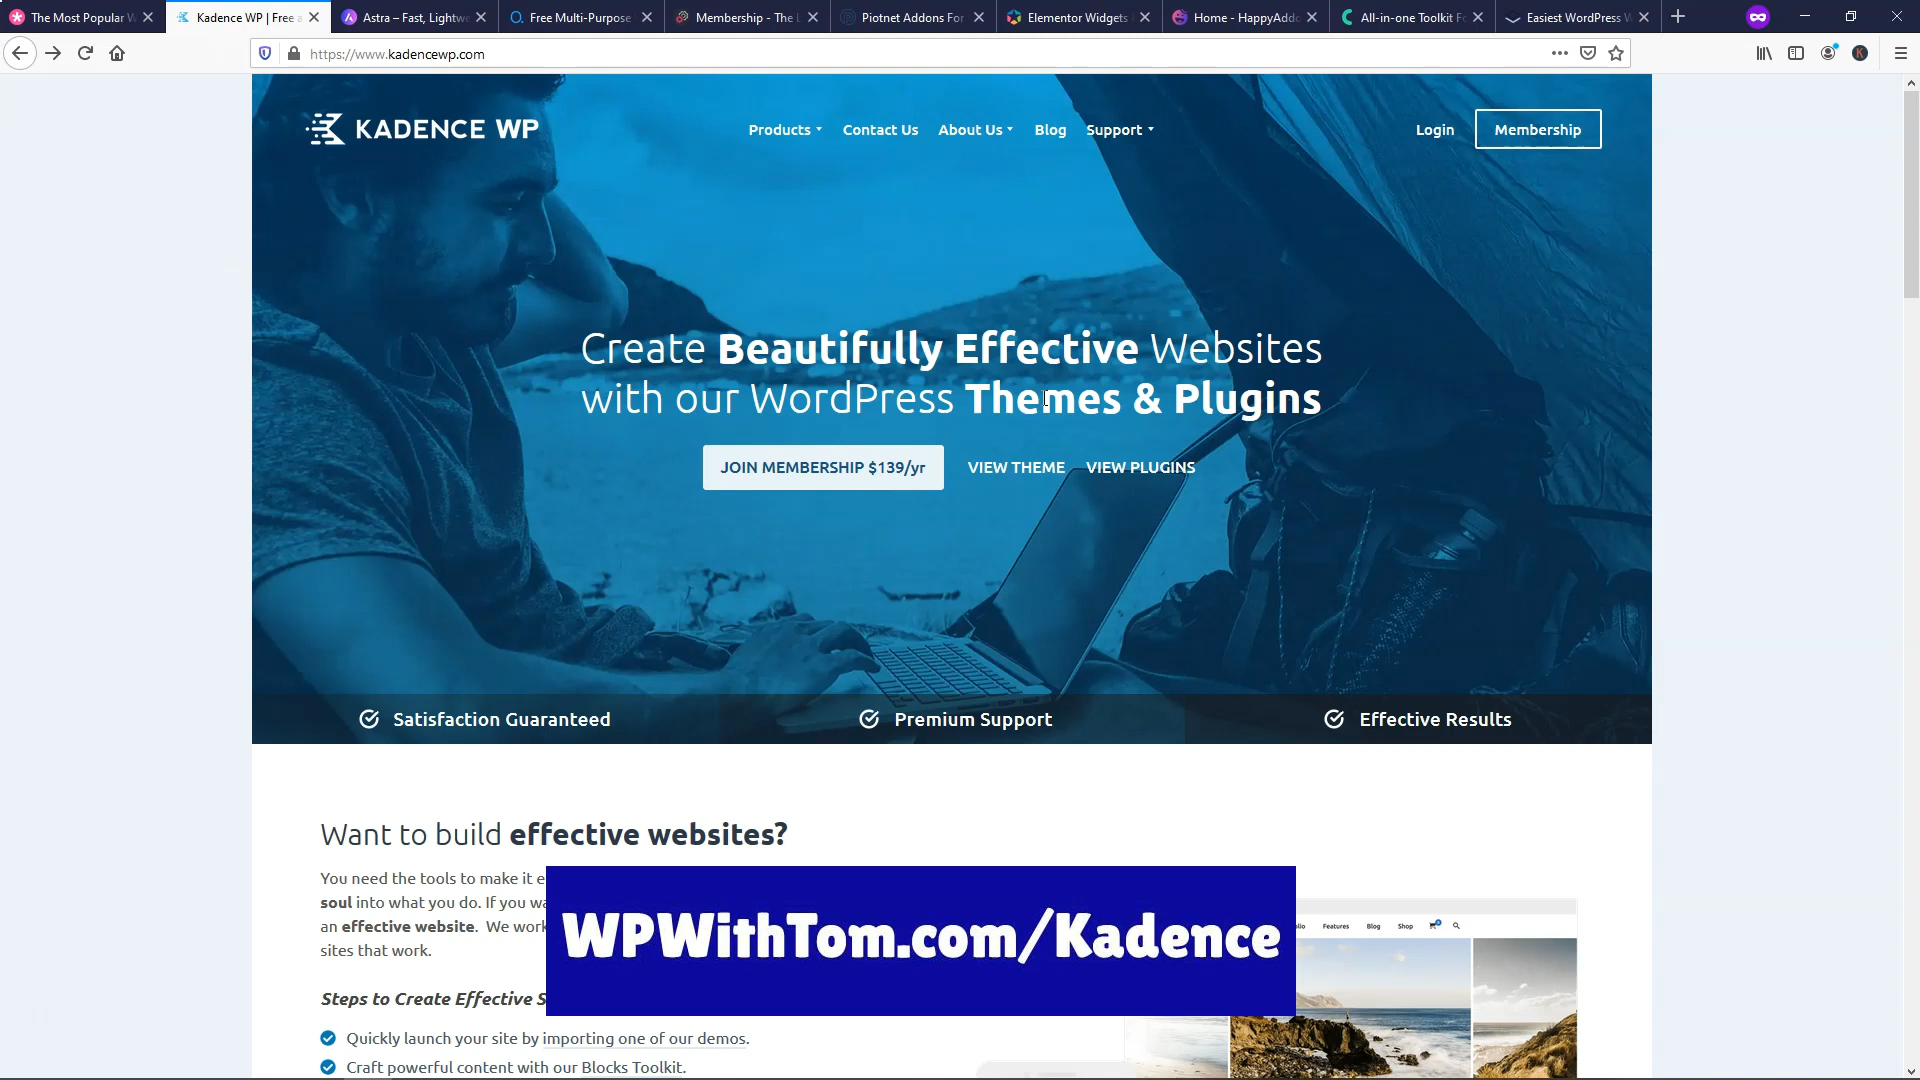 The Most Popular W
Kadence WP | Free a
Astra – Fast, Lightwe
Free Multi-Purpose
Membership - The L
Piotnet Addons For
Elementor Widgets
Home - HappyAddo
All-in-one Toolkit Fo
Easiest WordPress W
https://www.kadencewp.com
KADENCE WP
Products
Contact Us
About Us
Blog
Support
Login
Membership
Create Beautifully Effective Websites
with our WordPress Themes & Plugins
JOIN MEMBERSHIP $139/yr
VIEW THEME
VIEW PLUGINS
Satisfaction Guaranteed
Premium Support
Effective Results
Want to build effective websites?
You need the tools to make it e
soul into what you do. If you wa
an effective website. We work
sites that work.
WPWithTom.com/Kadence
olio
Features
Blog
Shop
Steps to Create Effective S
Quickly launch your site by importing one of our demos.
Craft powerful content with our Blocks Toolkit.